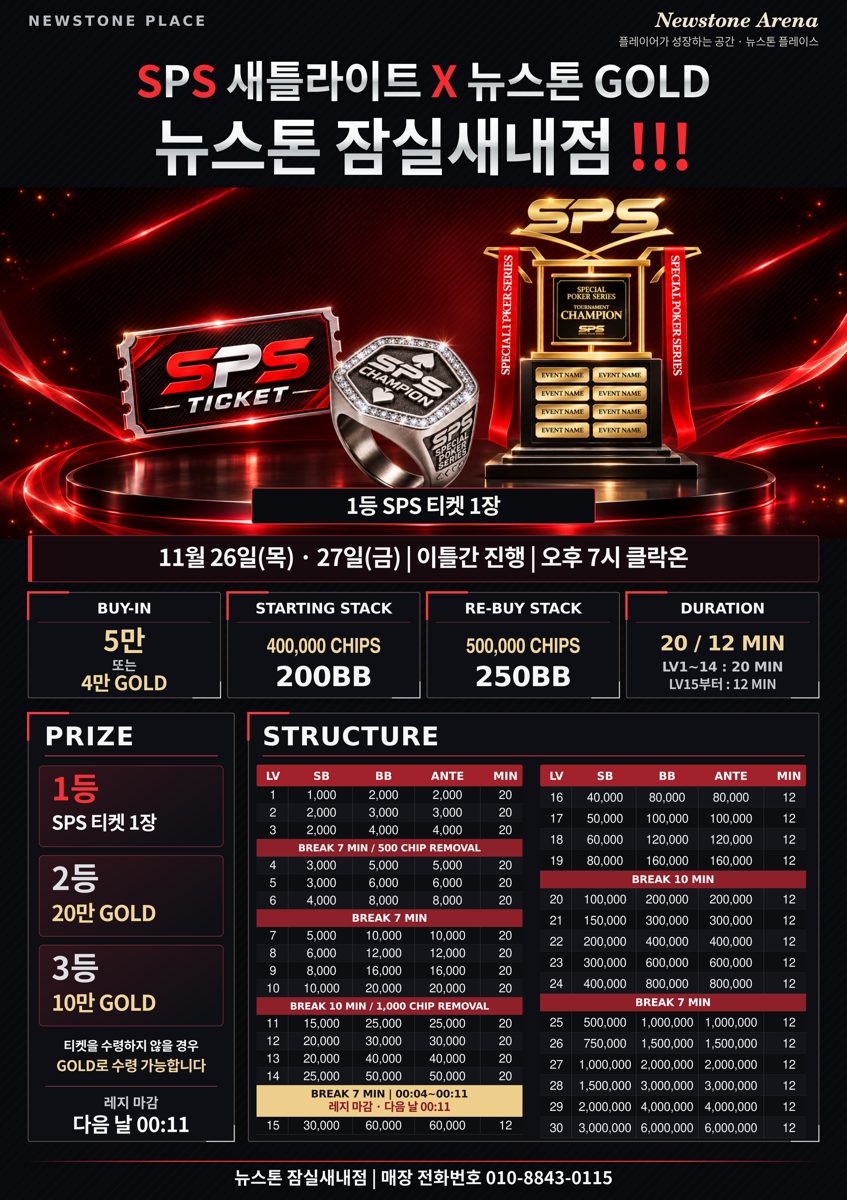 NEWSTONE PLACE
Newstone Arena
플레이어가 성장하는 공간 · 뉴스톤 플레이스
SPS 새틀라이트 X 뉴스톤 GOLD
뉴스톤 잠실새내점 !!!
SPS
SPECIAL POKER SERIES
SPECIAL
POKER SERIES
TOURNAMENT
CHAMPION
SPS
SPECIAL POKER SERIES
EVENT NAME EVENT NAME
EVENT NAME EVENT NAME
EVENT NAME EVENT NAME
EVENT NAME EVENT NAME
SPS
TICKET
SPS
CHAMPION
SPS
SPECIAL
POKER
SERIES
1등 SPS 티켓 1장
11월 26일(목) · 27일(금) | 이틀간 진행 | 오후 7시 클락온
BUY-IN
5만
또는
4만 GOLD
STARTING STACK
400,000 CHIPS
200BB
RE-BUY STACK
500,000 CHIPS
250BB
DURATION
20 / 12 MIN
LV1~14 : 20 MIN
LV15부터 : 12 MIN
PRIZE
1등
SPS 티켓 1장
2등
20만 GOLD
3등
10만 GOLD
티켓을 수령하지 않을 경우
GOLD로 수령 가능합니다
레지 마감
다음 날 00:11
STRUCTURE
LV SB BB ANTE MIN
1 1,000 2,000 2,000 20
2 2,000 3,000 3,000 20
3 2,000 4,000 4,000 20
BREAK 7 MIN / 500 CHIP REMOVAL
4 3,000 5,000 5,000 20
5 3,000 6,000 6,000 20
6 4,000 8,000 8,000 20
BREAK 7 MIN
7 5,000 10,000 10,000 20
8 6,000 12,000 12,000 20
9 8,000 16,000 16,000 20
10 10,000 20,000 20,000 20
BREAK 10 MIN / 1,000 CHIP REMOVAL
11 15,000 25,000 25,000 20
12 20,000 30,000 30,000 20
13 20,000 40,000 40,000 20
14 25,000 50,000 50,000 20
BREAK 7 MIN | 00:04~00:11
레지 마감 · 다음 날 00:11
15 30,000 60,000 60,000 12
LV SB BB ANTE MIN
16 40,000 80,000 80,000 12
17 50,000 100,000 100,000 12
18 60,000 120,000 120,000 12
19 80,000 160,000 160,000 12
BREAK 10 MIN
20 100,000 200,000 200,000 12
21 150,000 300,000 300,000 12
22 200,000 400,000 400,000 12
23 300,000 600,000 600,000 12
24 400,000 800,000 800,000 12
BREAK 7 MIN
25 500,000 1,000,000 1,000,000 12
26 750,000 1,500,000 1,500,000 12
27 1,000,000 2,000,000 2,000,000 12
28 1,500,000 3,000,000 3,000,000 12
29 2,000,000 4,000,000 4,000,000 12
30 3,000,000 6,000,000 6,000,000 12
뉴스톤 잠실새내점 | 매장 전화번호 010-8843-0115